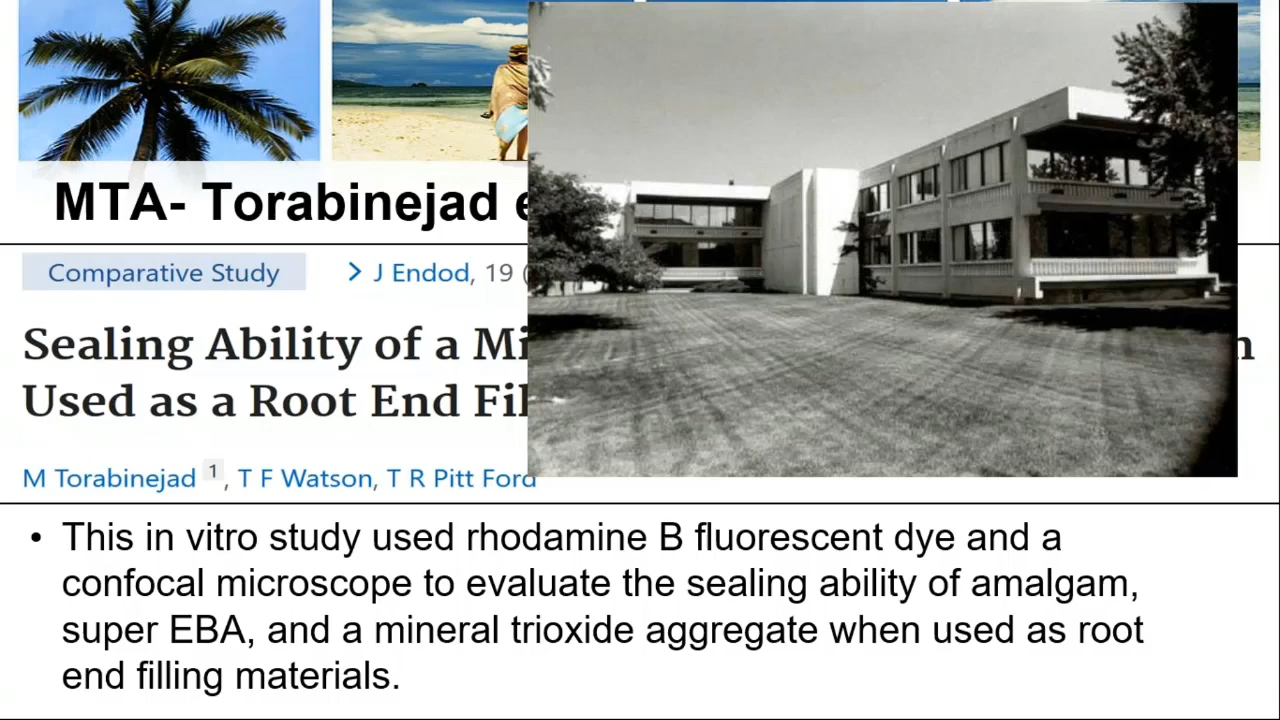 MTA- Torabinejad
Comparative Study > J Endod, 19 (
Sealing Ability of a
Used as a Root End
M Torabinejad 1, T F Watson, T R Pitt Ford
• This in vitro study used rhodamine B fluorescent dye and a
confocal microscope to evaluate the sealing ability of amalgam,
super EBA, and a mineral trioxide aggregate when used as root
end filling materials.